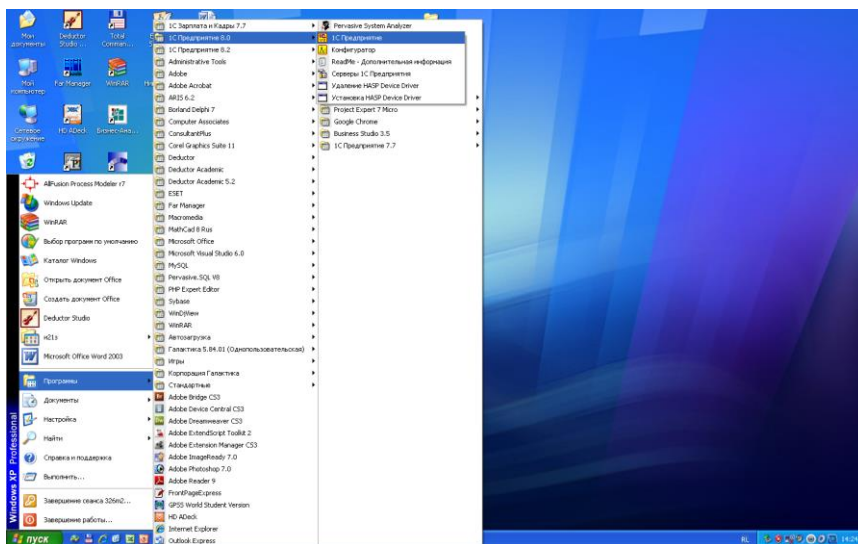 Мои документы
Deductor Studio ...
Total Comman...
Мой компьютер
Far Manager
WinRAR
Сетевое окружение
HD ADeck
Бизнес-Ана...
AllFusion Process Modeler r7
Windows Update
WinRAR
Выбор программ по умолчанию
Каталог Windows
Открыть документ Office
Создать документ Office
Deductor Studio
н21з
Microsoft Office Word 2003
Программы
Документы
Настройка
Найти
Справка и поддержка
Выполнить...
Завершение сеанса 326m2...
Завершение работы...
Windows XP Professional
пуск
1С Зарплата и Кадры 7.7
1С Предприятие 8.0
1С Предприятие 8.2
Administrative Tools
Adobe
Adobe Acrobat
ARIS 6.2
Borland Delphi 7
Computer Associates
ConsultantPlus
Corel Graphics Suite 11
Deductor
Deductor Academic
Deductor Academic 5.2
ESET
Far Manager
Macromedia
MathCad 8 Rus
Microsoft Office
Microsoft Visual Studio 6.0
MySQL
Pervasive.SQL V8
PHP Expert Editor
Sybase
WinDjView
WinRAR
Автозагрузка
Галактика 5.84.01 (Однопользовательская)
Игры
Корпорация Галактика
Стандартные
Adobe Bridge CS3
Adobe Device Central CS3
Adobe Dreamweaver CS3
Adobe ExtendScript Toolkit 2
Adobe Extension Manager CS3
Adobe ImageReady 7.0
Adobe Photoshop 7.0
Adobe Reader 9
FrontPageExpress
GPSS World Student Version
HD ADeck
Internet Explorer
Outlook Express
Pervasive System Analyzer
1С Предприятие
Конфигуратор
ReadMe - Дополнительная информация
Серверы 1С Предприятия
Удаление HASP Device Driver
Установка HASP Device Driver
Project Expert 7 Micro
Google Chrome
Business Studio 3.5
1С Предприятие 7.7
RL
14:24